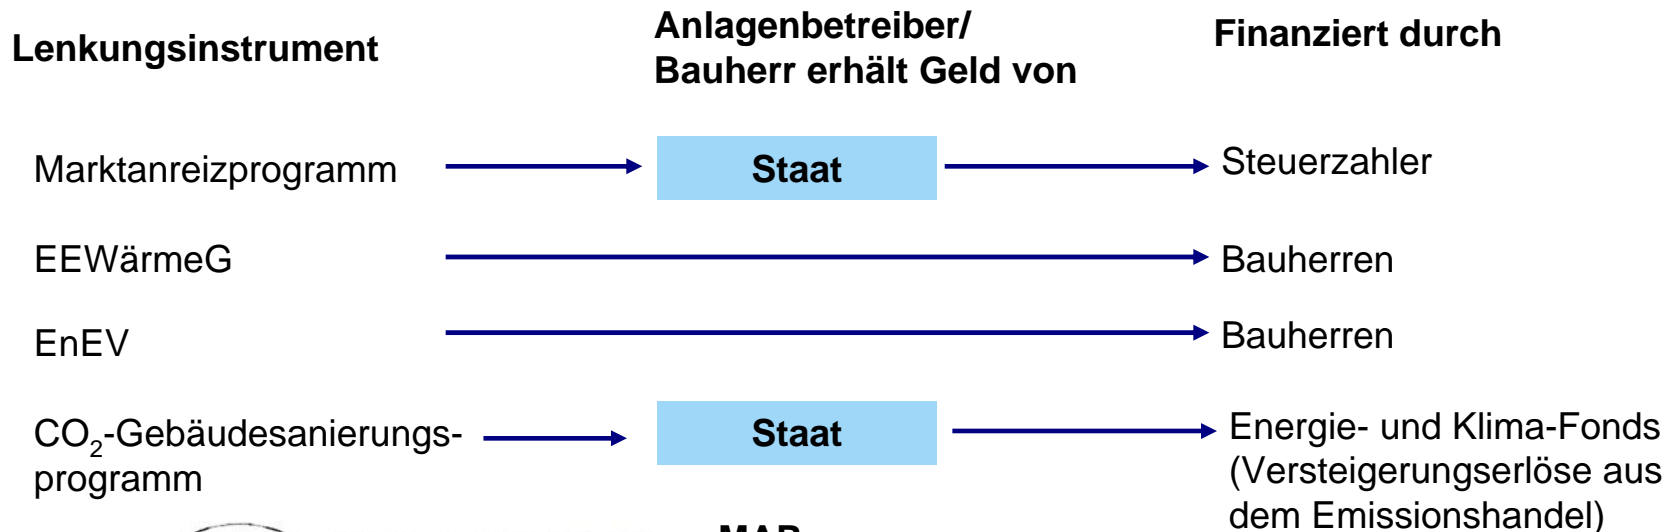 Lenkungsinstrument
Anlagenbetreiber/
Bauherr erhält Geld von
Finanziert durch
Marktanreizprogramm
Staat
Steuerzahler
EEWärmeG
Bauherren
EnEV
Bauherren
CO₂-Gebäudesanierungs-
programm
Staat
Energie- und Klima-Fonds
(Versteigerungserlöse aus
dem Emissionshandel)